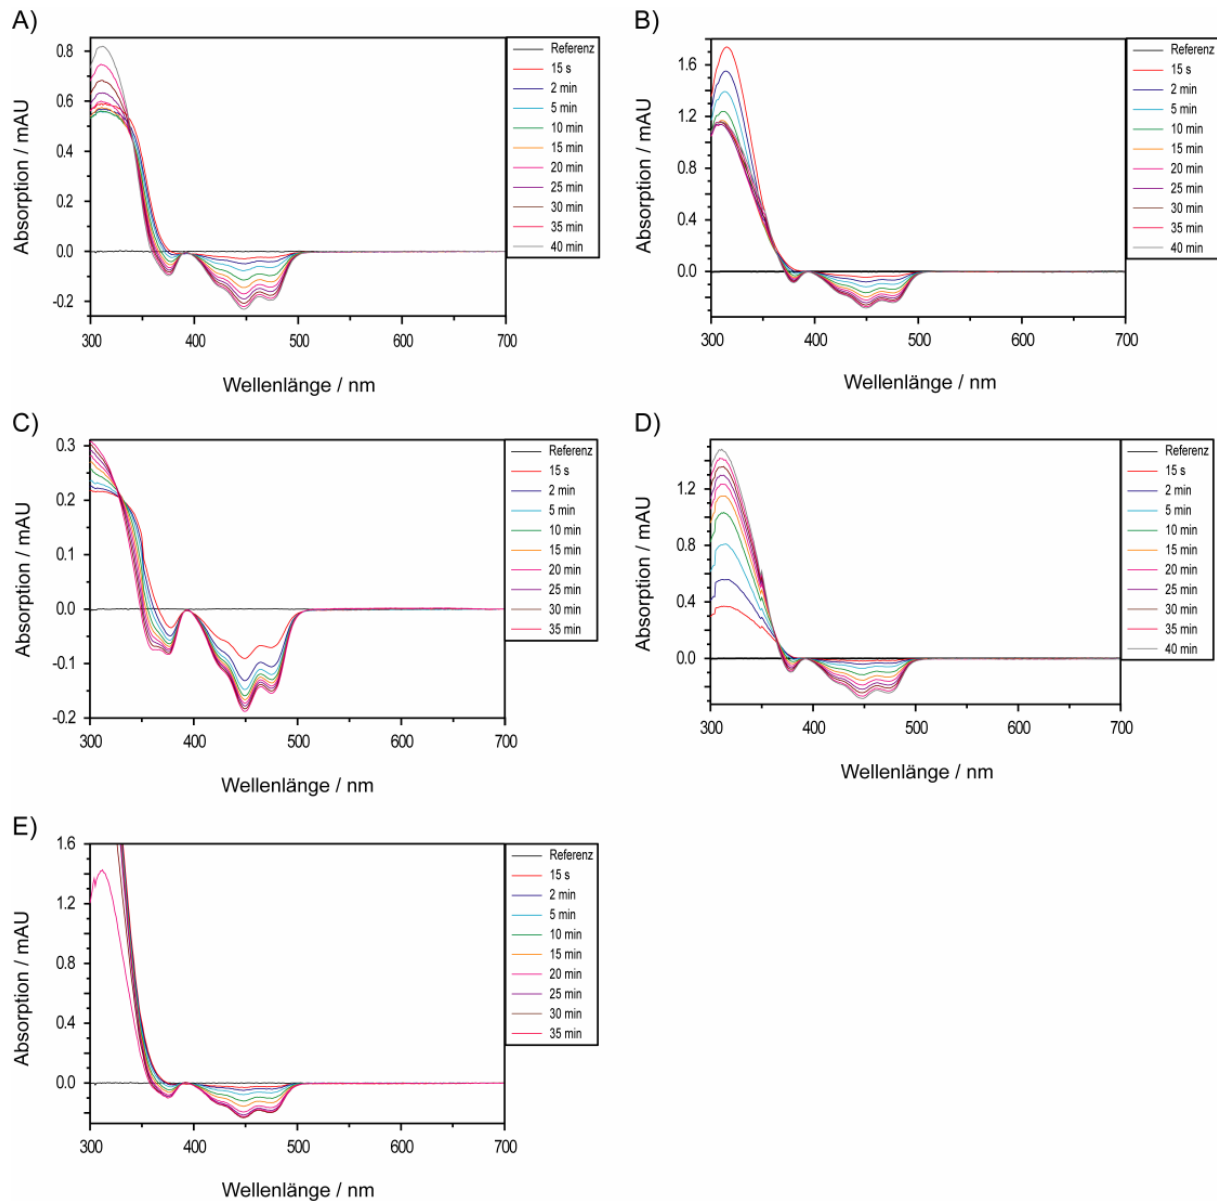 A)
Absorption / mAU
0.8
0.6
0.4
0.2
0.0
-0.2
300
400
500
600
700
Wellenlänge / nm
Referenz
15 s
2 min
5 min
10 min
15 min
20 min
25 min
30 min
35 min
40 min
B)
Absorption / mAU
1.6
1.2
0.8
0.4
0.0
300
400
500
600
700
Wellenlänge / nm
Referenz
15 s
2 min
5 min
10 min
15 min
20 min
25 min
30 min
35 min
40 min
C)
Absorption / mAU
0.3
0.2
0.1
0.0
-0.1
-0.2
300
400
500
600
700
Wellenlänge / nm
Referenz
15 s
2 min
5 min
10 min
15 min
20 min
25 min
30 min
35 min
D)
Absorption / mAU
1.2
0.8
0.4
0.0
300
400
500
600
700
Wellenlänge / nm
Referenz
15 s
2 min
5 min
10 min
15 min
20 min
25 min
30 min
35 min
40 min
E)
Absorption / mAU
1.6
1.2
0.8
0.4
0.0
300
400
500
600
700
Wellenlänge / nm
Referenz
15 s
2 min
5 min
10 min
15 min
20 min
25 min
30 min
35 min